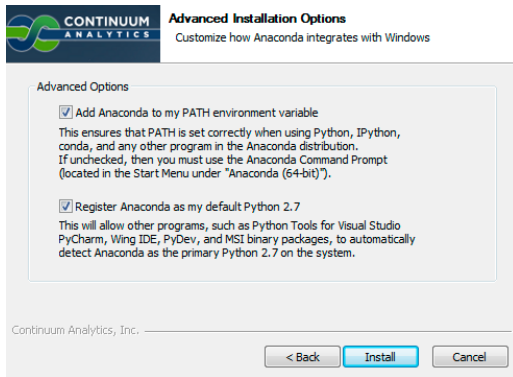 CONTINUUM
ANALYTICS
Advanced Installation Options
Customize how Anaconda integrates with Windows
Advanced Options
Add Anaconda to my PATH environment variable
This ensures that PATH is set correctly when using Python, IPython,
conda, and any other program in the Anaconda distribution.
If unchecked, then you must use the Anaconda Command Prompt
(located in the Start Menu under "Anaconda (64-bit)").
Register Anaconda as my default Python 2.7
This will allow other programs, such as Python Tools for Visual Studio
PyCharm, Wing IDE, PyDev, and MSI binary packages, to automatically
detect Anaconda as the primary Python 2.7 on the system.
Continuum Analytics, Inc.
< Back
Install
Cancel